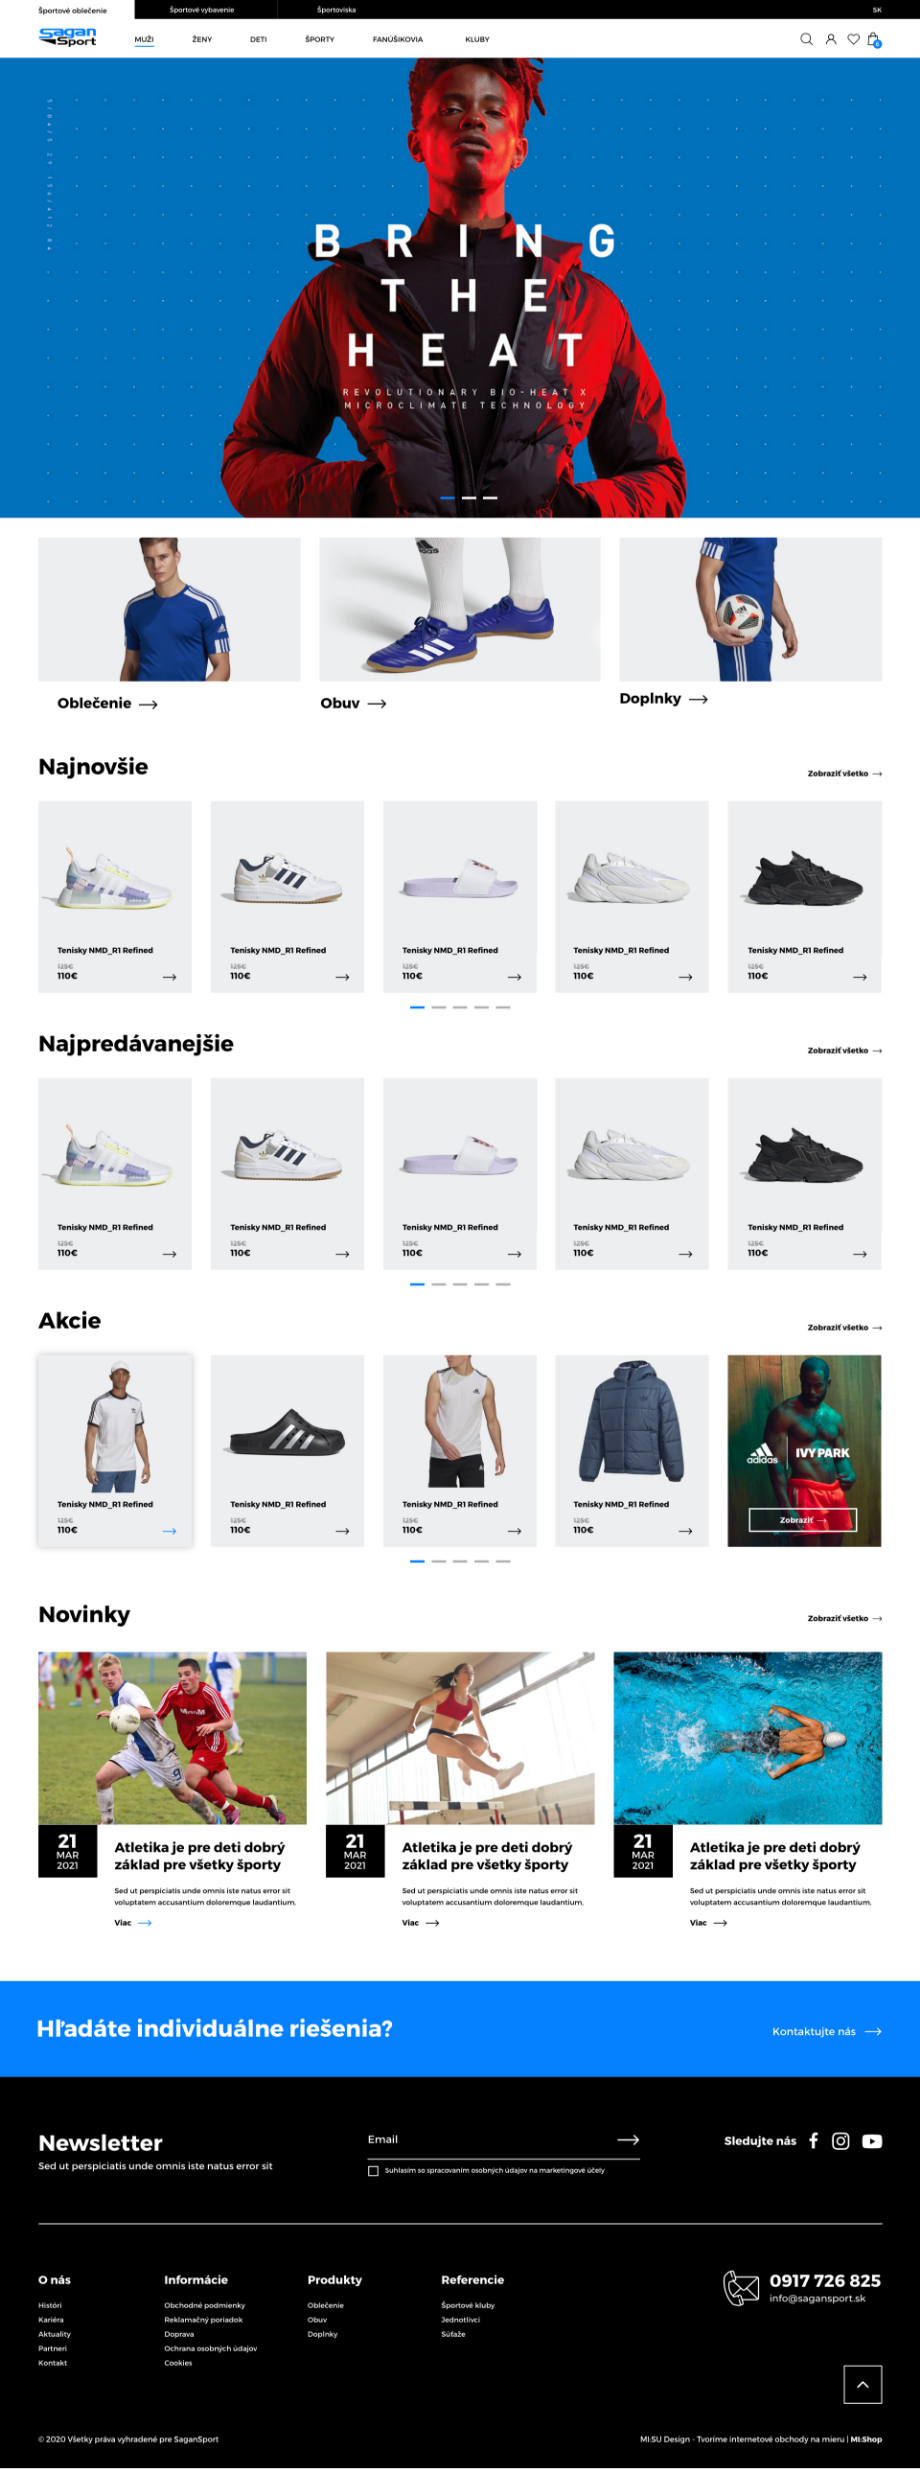 Športové oblečenie
Športové vybavenie
Športoviska
SK
Sagan
Sport
MUŽI
ŽENY
DETI
ŠPORTY
FANÚŠIKOVIA
KLUBY
0
BRING
THE
HEAT
REVOLUTIONARY BIO-HEAT X
MICROCLIMATE TECHNOLOGY
Oblečenie
Obuv
Doplnky
Najnovšie
Zobraziť všetko
Tenisky NMD_R1 Refined
125€
110€
Tenisky NMD_R1 Refined
125€
110€
Tenisky NMD_R1 Refined
125€
110€
Tenisky NMD_R1 Refined
125€
110€
Tenisky NMD_R1 Refined
125€
110€
Najpredávanejšie
Zobraziť všetko
Tenisky NMD_R1 Refined
125€
110€
Tenisky NMD_R1 Refined
125€
110€
Tenisky NMD_R1 Refined
125€
110€
Tenisky NMD_R1 Refined
125€
110€
Tenisky NMD_R1 Refined
125€
110€
Akcie
Zobraziť všetko
Tenisky NMD_R1 Refined
125€
110€
Tenisky NMD_R1 Refined
125€
110€
Tenisky NMD_R1 Refined
125€
110€
Tenisky NMD_R1 Refined
125€
110€
adidas
IVY PARK
Zobraziť
Novinky
Zobraziť všetko
21
MAR
2021
Atletika je pre deti dobrý
základ pre všetky športy
Sed ut perspiciatis unde omnis iste natus error sit
voluptatem accusantium doloremque laudantium.
Viac
21
MAR
2021
Atletika je pre deti dobrý
základ pre všetky športy
Sed ut perspiciatis unde omnis iste natus error sit
voluptatem accusantium doloremque laudantium.
Viac
21
MAR
2021
Atletika je pre deti dobrý
základ pre všetky športy
Sed ut perspiciatis unde omnis iste natus error sit
voluptatem accusantium doloremque laudantium.
Viac
Hľadáte individuálne riešenia?
Kontaktujte nás
Newsletter
Sed ut perspiciatis unde omnis iste natus error sit
Email
Suhlasím so spracovaním osobných údajov na marketingové účely
Sledujte nás
O nás
Históri
Kariéra
Aktuality
Partneri
Kontakt
Informácie
Obchodné podmienky
Reklamačný poriadok
Doprava
Ochrana osobných údajov
Cookies
Produkty
Oblečenie
Obuv
Doplnky
Referencie
Športové kluby
Jednotlivci
Súťaže
0917 726 825
info@sagansport.sk
© 2020 Všetky práva vyhradené pre SaganSport
MI:SU Design - Tvoríme internetové obchody na mieru | MI:Shop